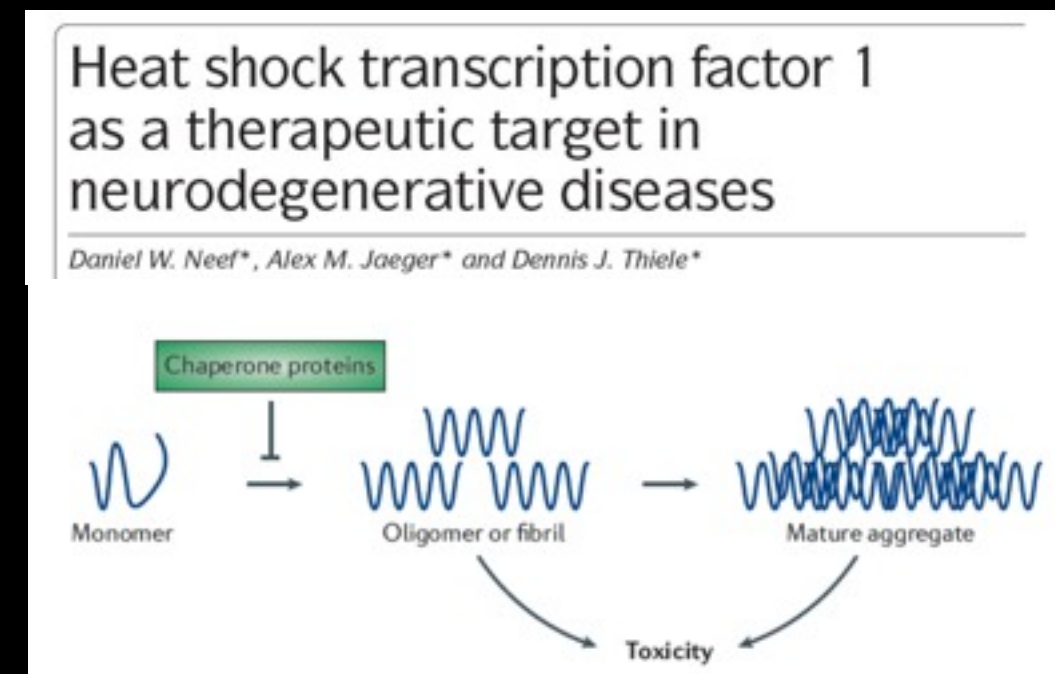 Heat shock transcription factor 1
as a therapeutic target in
neurodegenerative diseases
Daniel W. Neef*, Alex M. Jaeger* and Dennis J. Thiele*
Chaperone proteins
Monomer
Oligomer or fibril
Mature aggregate
Toxicity